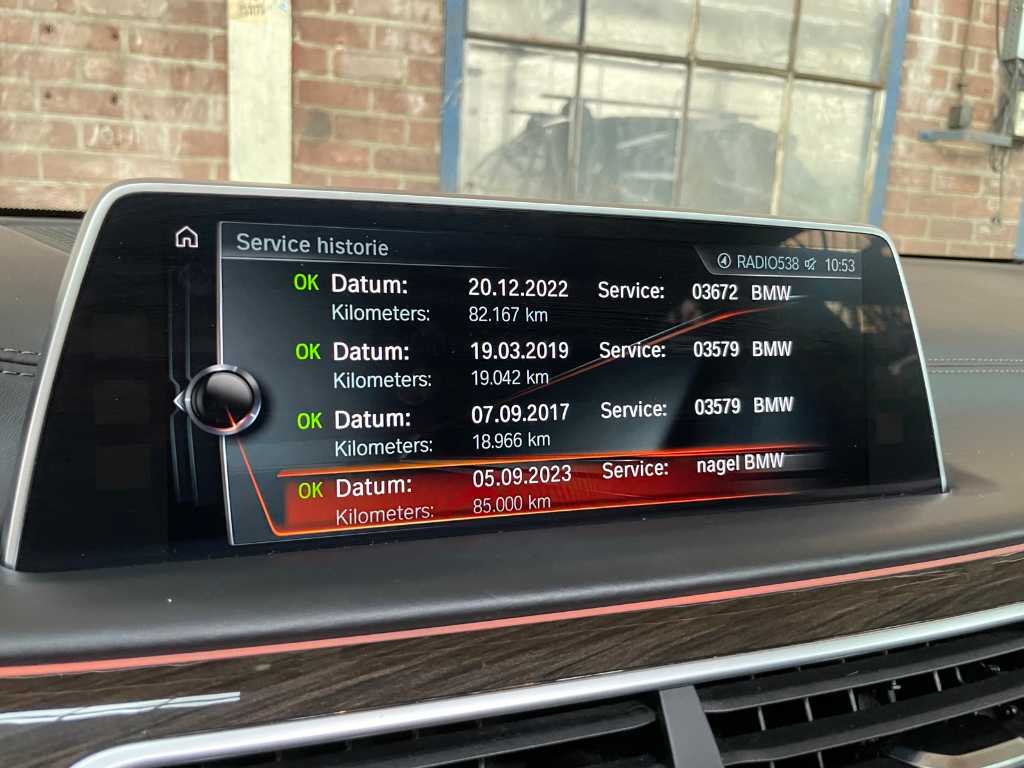 Service historie
RADIO538 10:53
OK Datum: 20.12.2022 Service: 03672 BMW
Kilometers: 82.167 km
OK Datum: 19.03.2019 Service: 03579 BMW
Kilometers: 19.042 km
OK Datum: 07.09.2017 Service: 03579 BMW
Kilometers: 18.966 km
OK Datum: 05.09.2023 Service: nagel BMW
Kilometers: 85.000 km